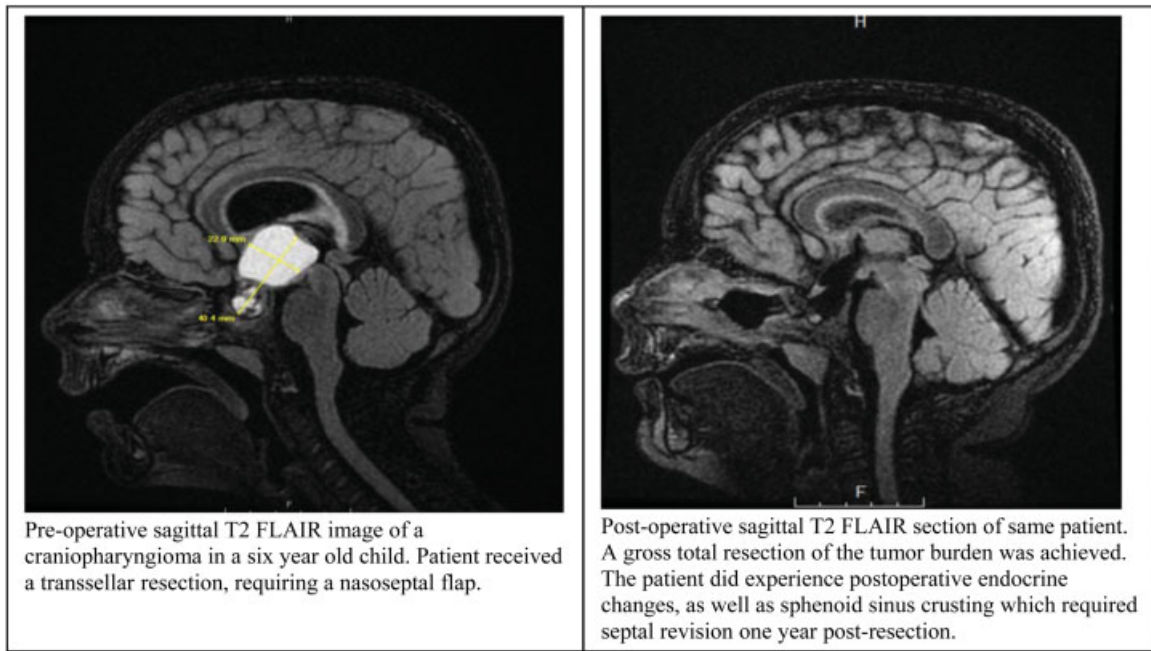 H
22.9 mm
40.4 mm
F
Pre-operative sagittal T2 FLAIR image of a
craniopharyngioma in a six year old child. Patient received
a transsellar resection, requiring a nasoseptal flap.
H
F
Post-operative sagittal T2 FLAIR section of same patient.
A gross total resection of the tumor burden was achieved.
The patient did experience postoperative endocrine
changes, as well as sphenoid sinus crusting which required
septal revision one year post-resection.